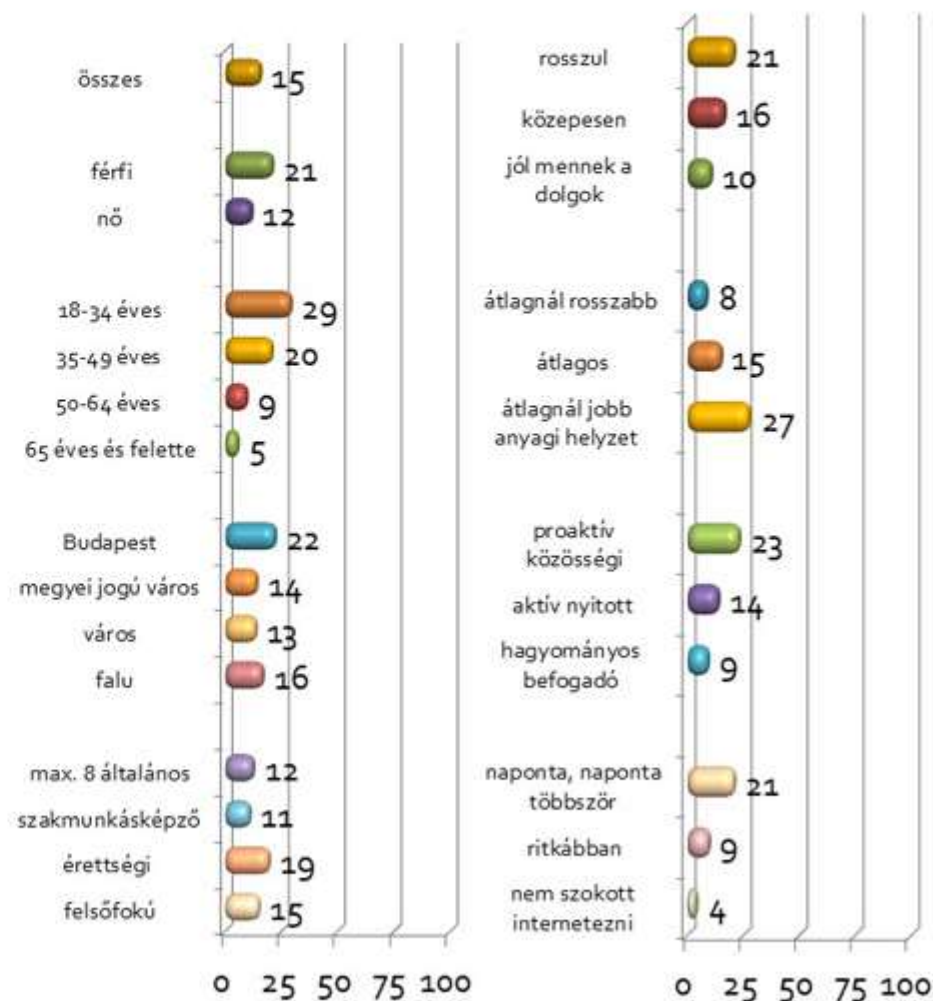 összes 15
férfi 21
nő 12
18-34 éves 29
35-49 éves 20
50-64 éves 9
65 éves és felette 5
Budapest 22
megyei jogú város 14
város 13
falu 16
max. 8 általános 12
szakmunkásképző 11
érettségi 19
felsőfokú 15
0 25 50 75 100
rosszul 21
közepesen 16
jól mennek a
dolgok 10
átlagnál rosszabb 8
átlagos 15
átlagnál jobb
anyagi helyzet 27
proaktív
közösségi 23
aktív nyitott 14
hagyományos
befogadó 9
naponta, naponta
többször 21
ritkábban 9
nem szokott
internetezni 4
0 25 50 75 100